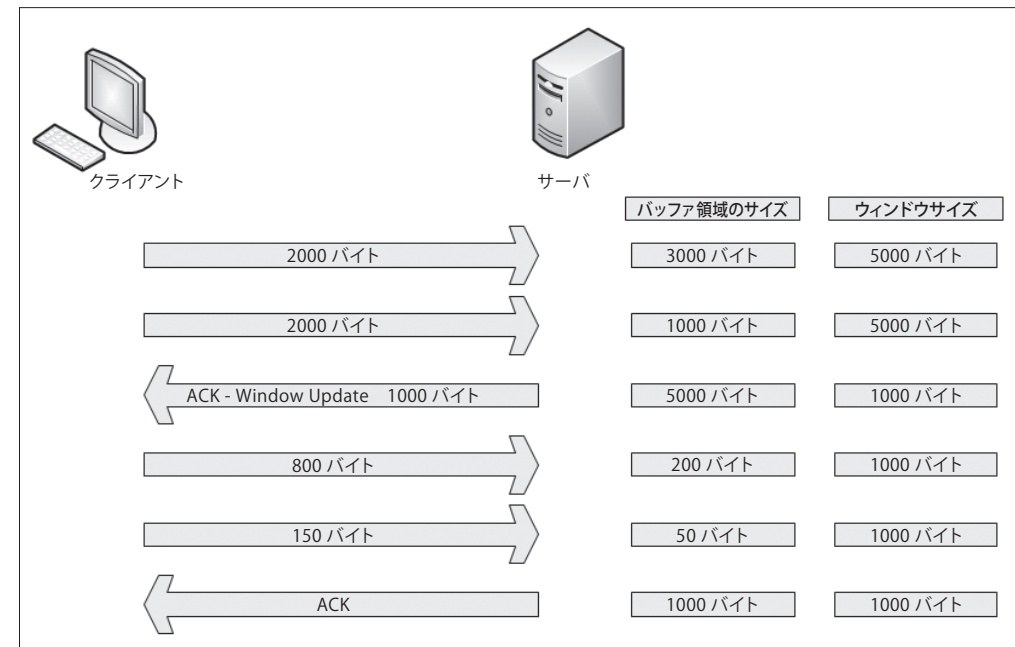 クライアント
サーバ
バッファ領域のサイズ ウィンドウサイズ
2000 バイト 3000 バイト 5000 バイト
2000 バイト 1000 バイト 5000 バイト
ACK - Window Update 1000 バイト 5000 バイト 1000 バイト
800 バイト 200 バイト 1000 バイト
150 バイト 50 バイト 1000 バイト
ACK 1000 バイト 1000 バイト